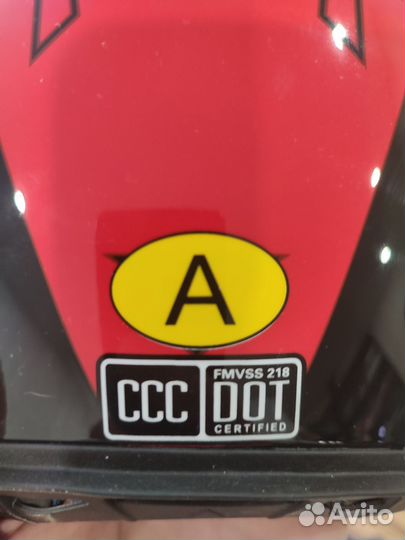 A
CCC
FMVSS 218
DOT
CERTIFIED
Avito